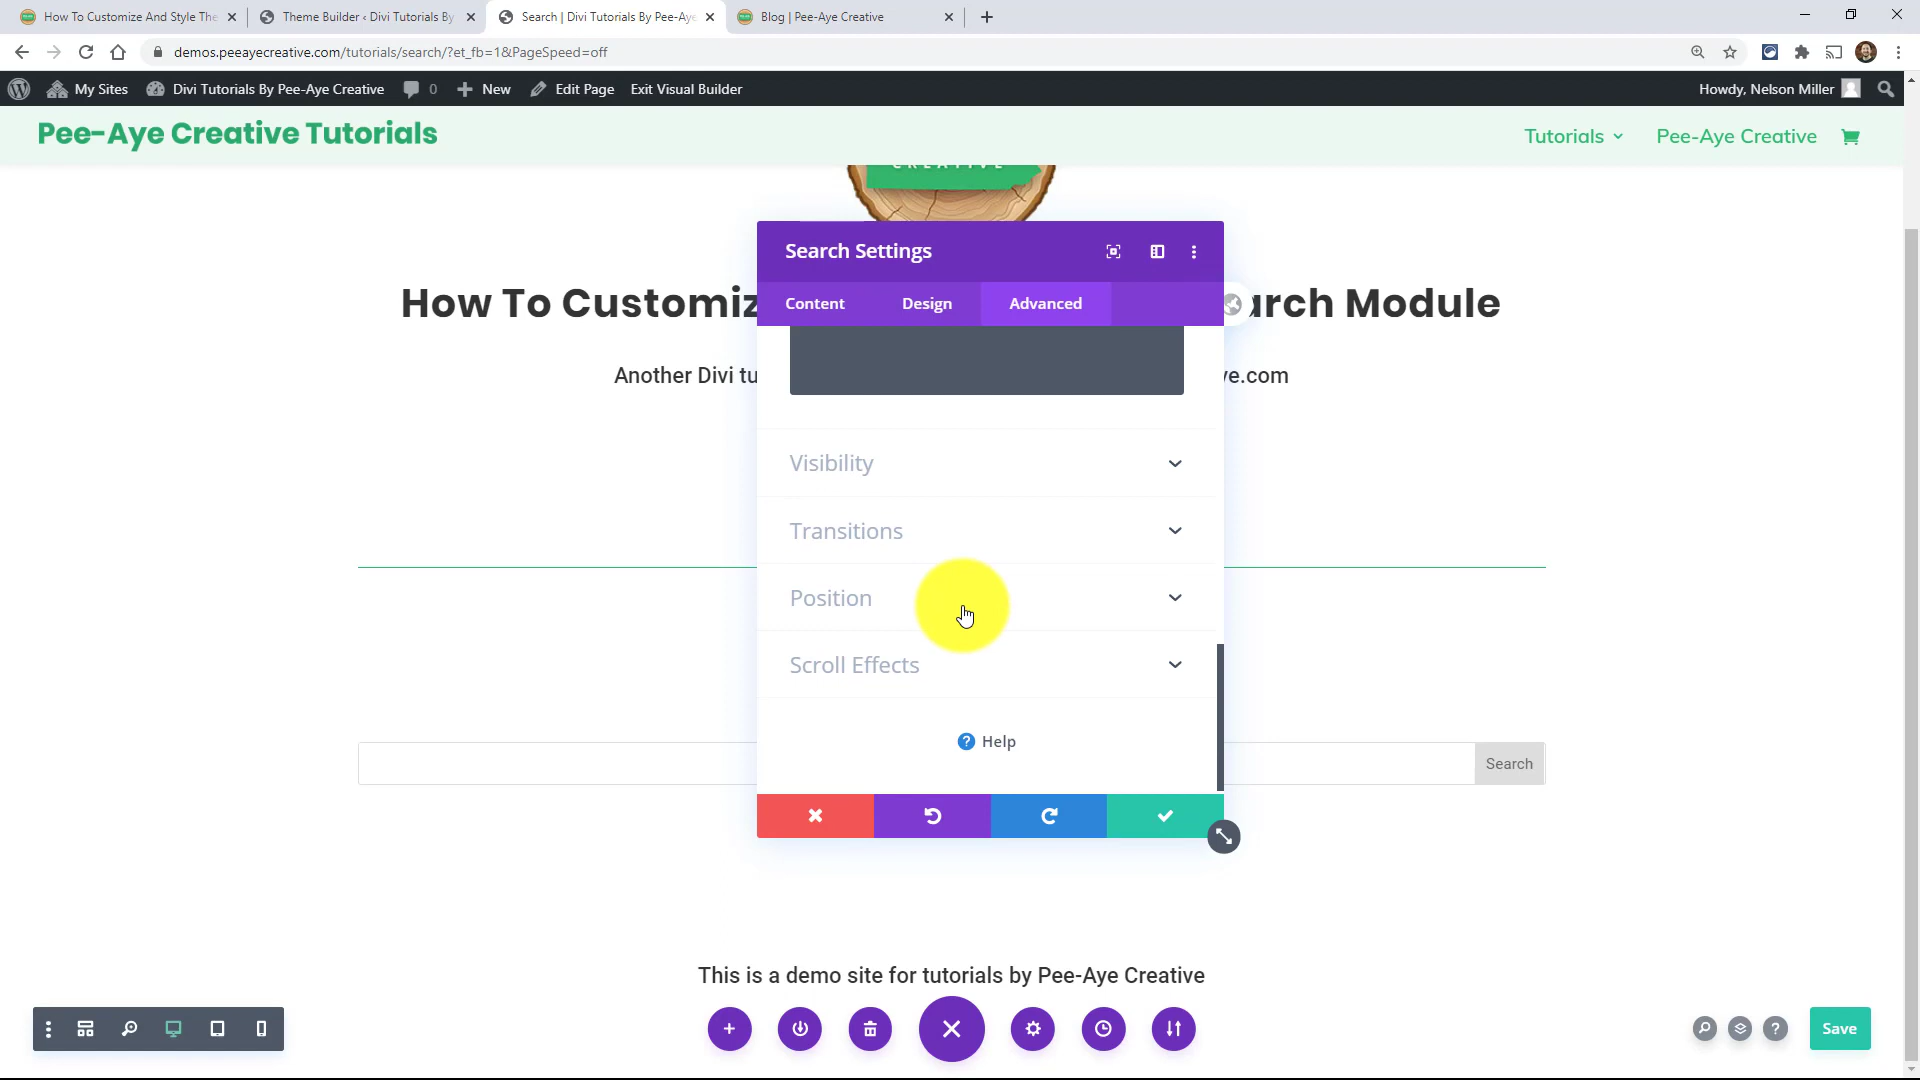 How To Customize And Style The
Theme Builder ‹ Divi Tutorials By
Search | Divi Tutorials By Pee-Aye
Blog | Pee-Aye Creative
demos.peeayecreative.com/tutorials/search/?et_fb=1&PageSpeed=off
My Sites
Divi Tutorials By Pee-Aye Creative
0
New
Edit Page
Exit Visual Builder
Howdy, Nelson Miller
Pee-Aye Creative Tutorials
Tutorials
Pee-Aye Creative
CREATIVE
Search Settings
Content
Design
Advanced
How To Customiz
arch Module
Another Divi tu
ve.com
Visibility
Transitions
Position
Scroll Effects
? Help
Search
This is a demo site for tutorials by Pee-Aye Creative
?
Save